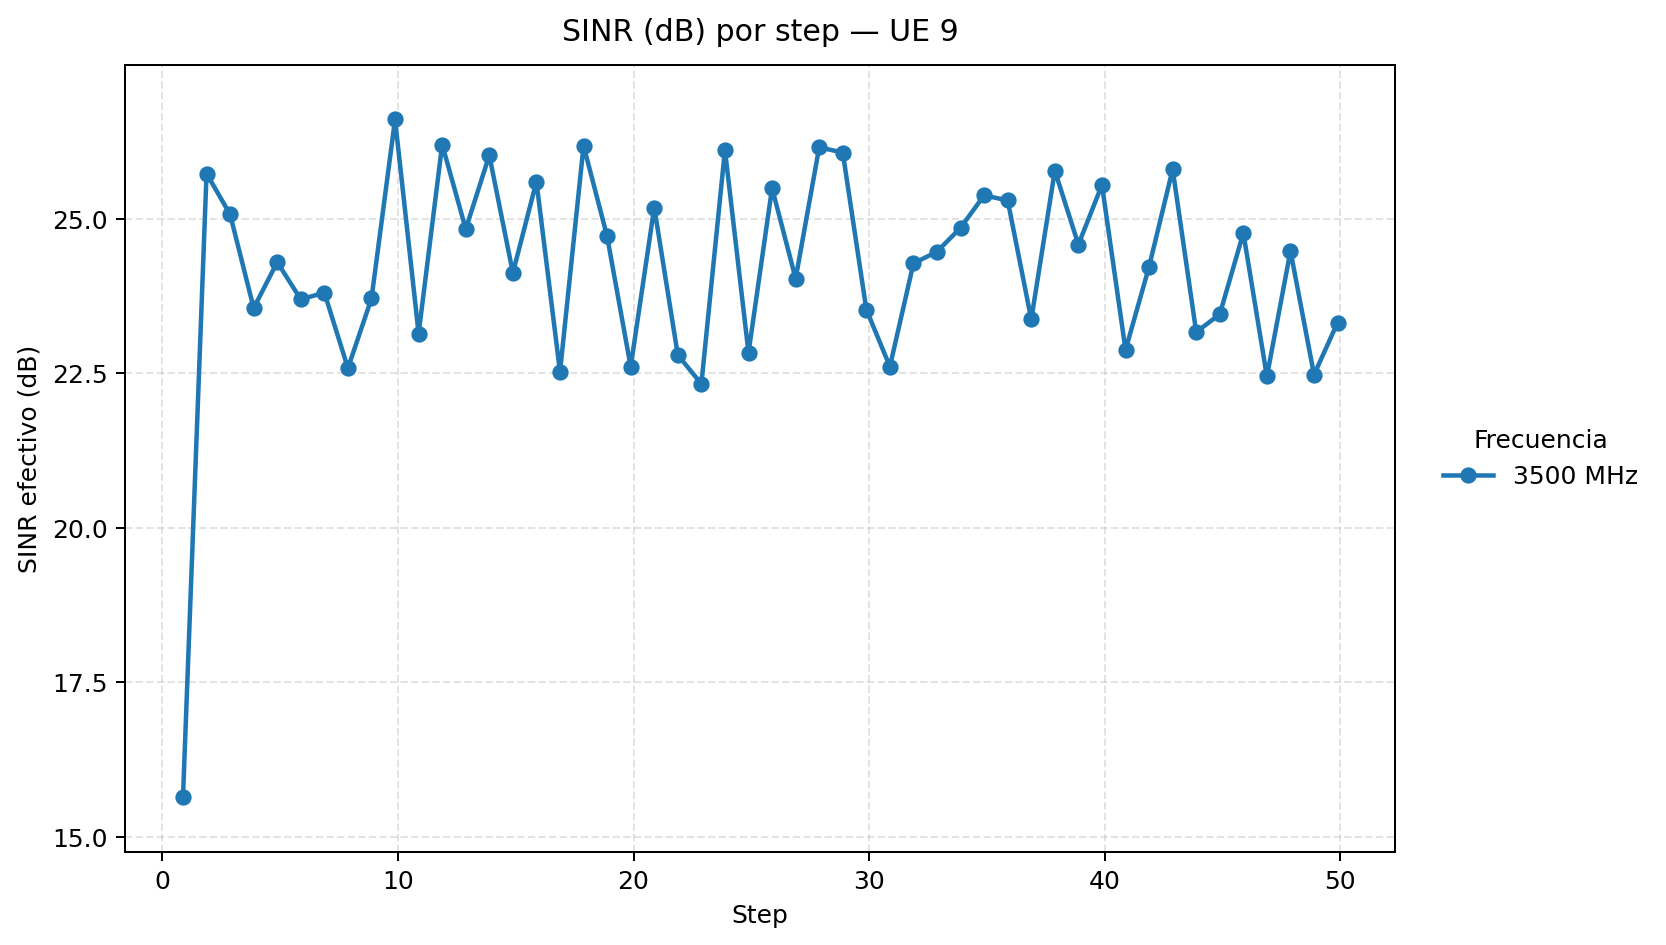 SINR (dB) por step — UE 9
SINR efectivo (dB)
25.0
22.5
20.0
17.5
15.0
0 10 20 30 40 50
Step
Frecuencia
3500 MHz